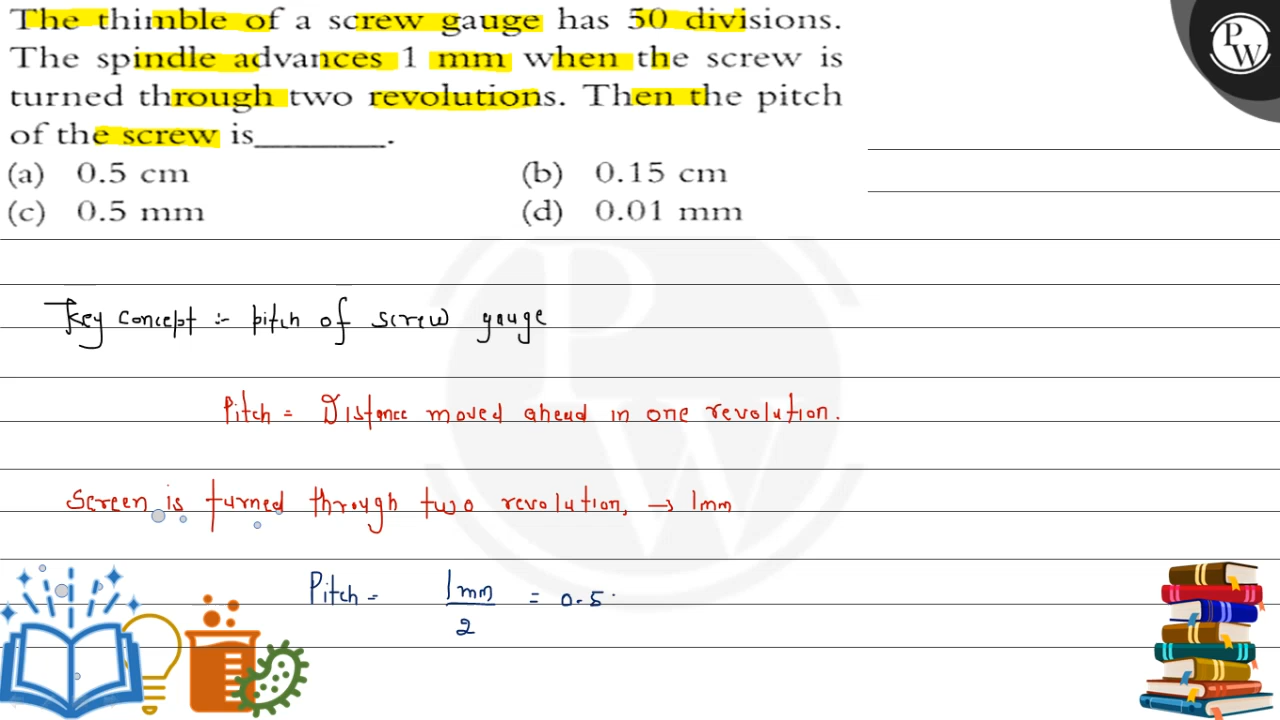 The thimble of a screw gauge has 50 divisions.
The spindle advances 1 mm when the screw is
turned through two revolutions. Then the pitch
of the screw is________.
(a) 0.5 cm (b) 0.15 cm
(c) 0.5 mm (d) 0.01 mm
PW
Key concept :- pitch of screw gauge
Pitch = Distance moved ahead in one revolution.
Screen is turned through two revolution, → 1mm
Pitch = 1mm/2 = 0.5